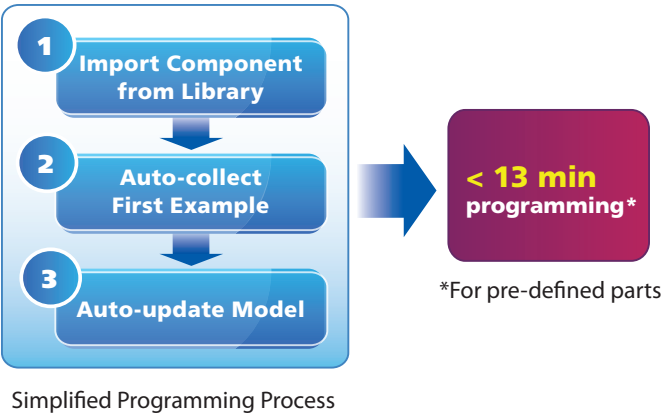 1
Import Component
from Library
2
Auto-collect
First Example
3
Auto-update Model
< 13 min
programming*
*For pre-defined parts
Simplified Programming Process